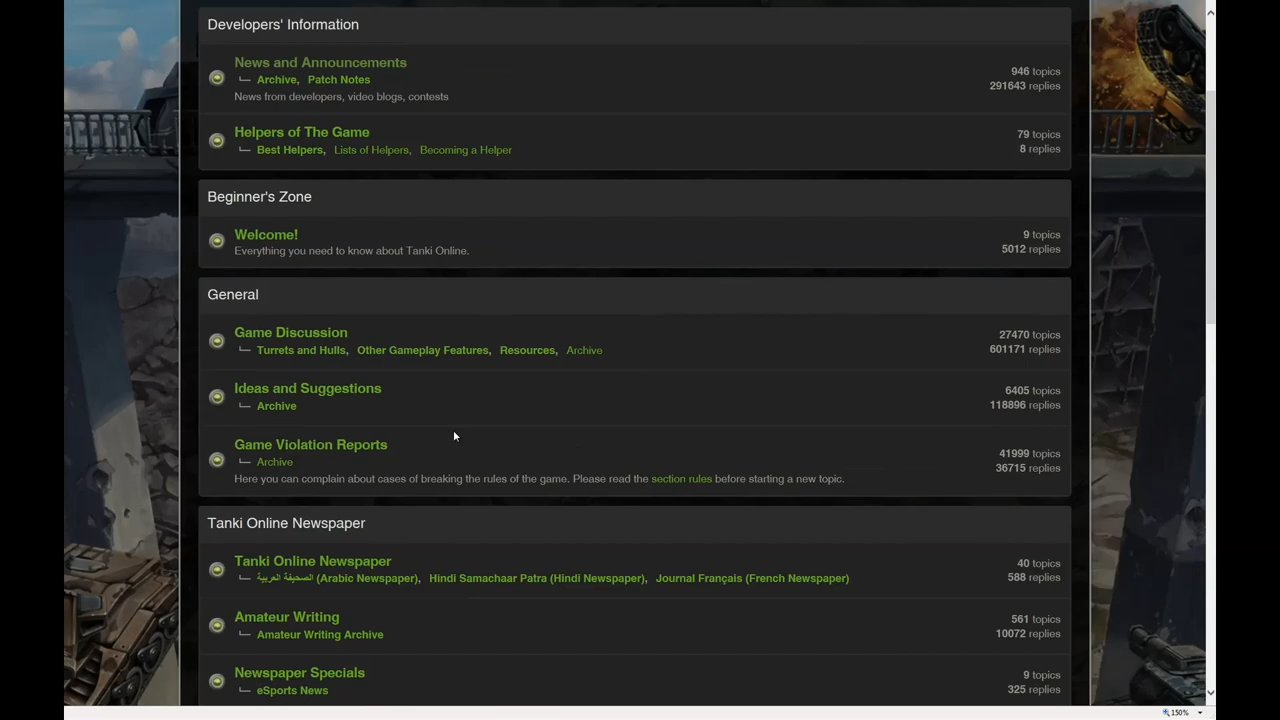 Developers' Information
News and Announcements
Archive, Patch Notes
News from developers, video blogs, contests
946 topics
291643 replies
Helpers of The Game
Best Helpers, Lists of Helpers, Becoming a Helper
79 topics
8 replies
Beginner's Zone
Welcome!
Everything you need to know about Tanki Online.
9 topics
5012 replies
General
Game Discussion
Turrets and Hulls, Other Gameplay Features, Resources, Archive
27470 topics
601171 replies
Ideas and Suggestions
Archive
6405 topics
118896 replies
Game Violation Reports
Archive
Here you can complain about cases of breaking the rules of the game. Please read the section rules before starting a new topic.
41999 topics
36715 replies
Tanki Online Newspaper
Tanki Online Newspaper
الصحيفة العربية (Arabic Newspaper), Hindi Samachaar Patra (Hindi Newspaper), Journal Français (French Newspaper)
40 topics
588 replies
Amateur Writing
Amateur Writing Archive
561 topics
10072 replies
Newspaper Specials
eSports News
9 topics
325 replies
150%